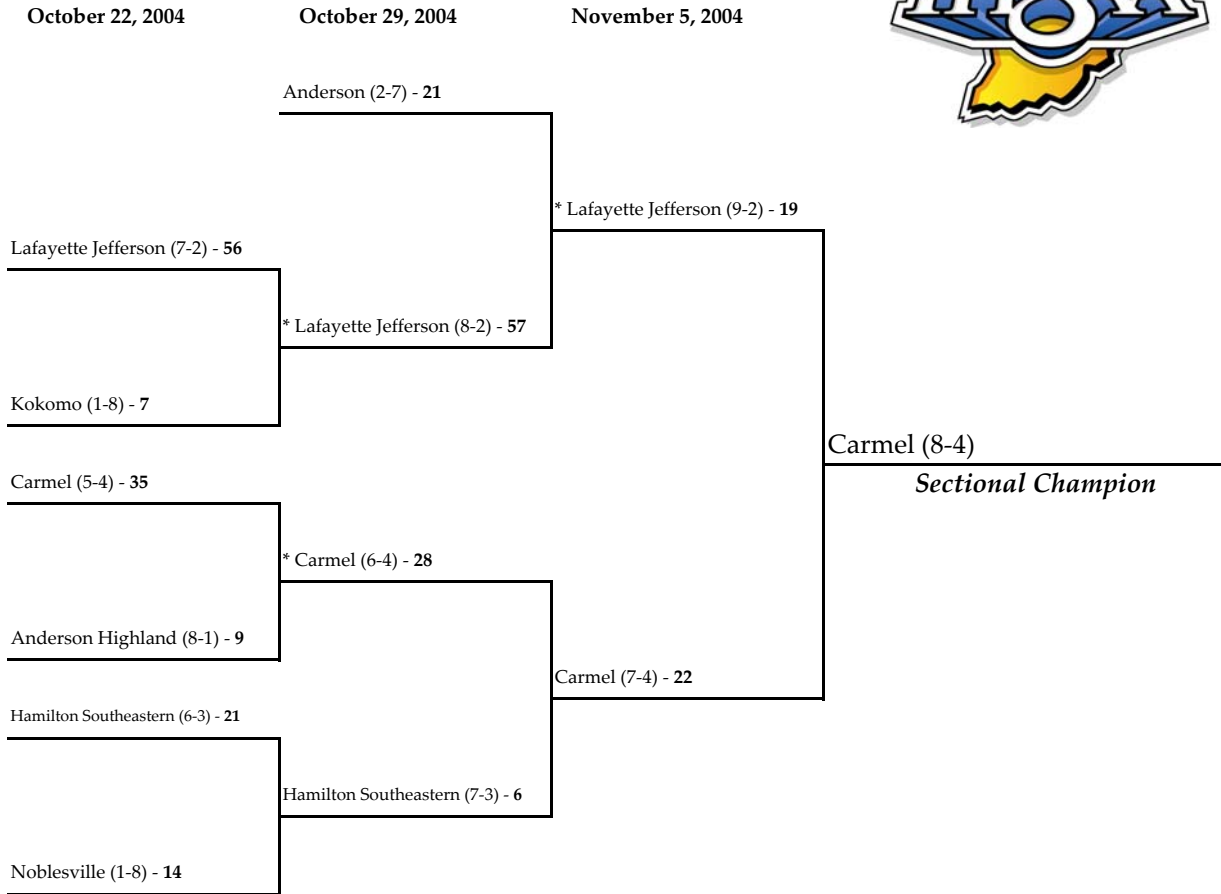 October 22, 2004 October 29, 2004 November 5, 2004
Anderson (2-7) - 21
* Lafayette Jefferson (9-2) - 19
Lafayette Jefferson (7-2) - 56
* Lafayette Jefferson (8-2) - 57
Kokomo (1-8) - 7
Carmel (8-4)
Sectional Champion
Carmel (5-4) - 35
* Carmel (6-4) - 28
Anderson Highland (8-1) - 9
Carmel (7-4) - 22
Hamilton Southeastern (6-3) - 21
Hamilton Southeastern (7-3) - 6
Noblesville (1-8) - 14